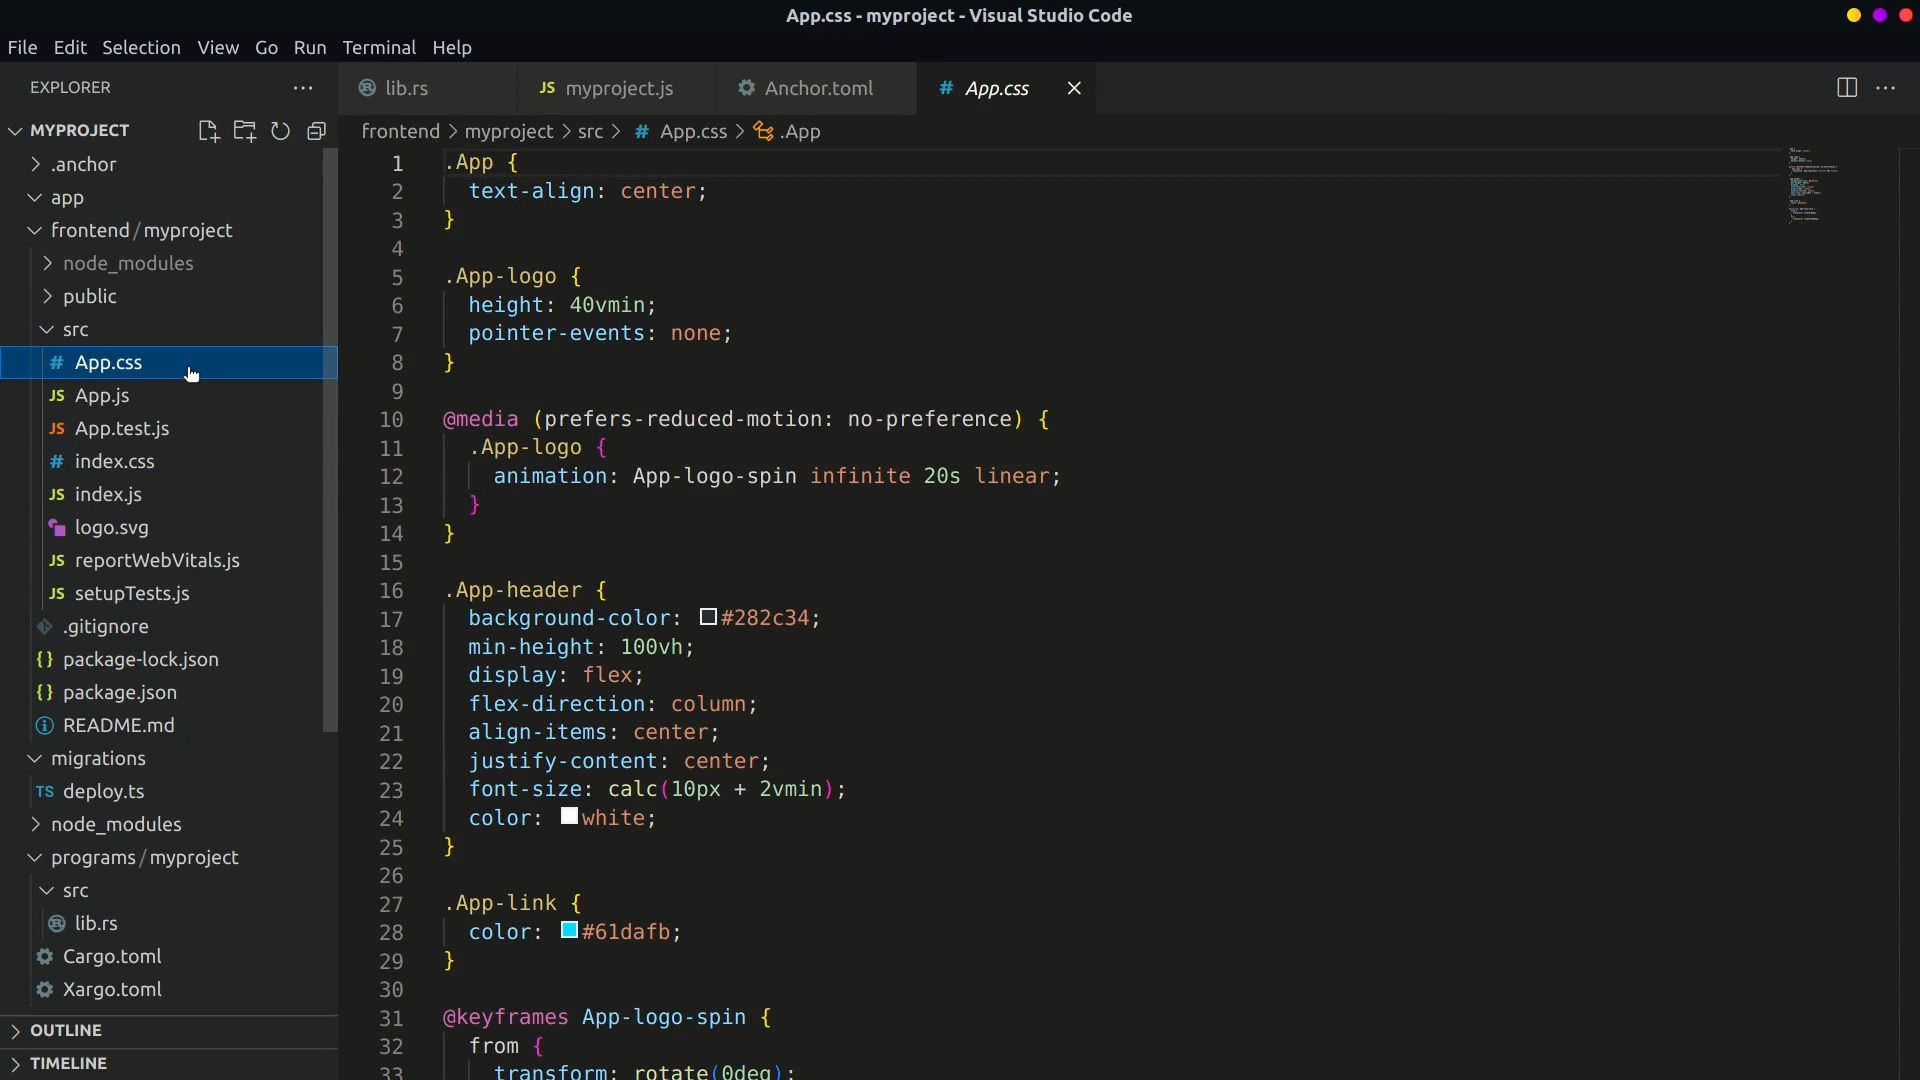 App.css - myproject - Visual Studio Code
File Edit Selection View Go Run Terminal Help
EXPLORER
MYPROJECT
.anchor
app
frontend / myproject
node_modules
public
src
# App.css
JS App.js
JS App.test.js
# index.css
JS index.js
logo.svg
JS reportWebVitals.js
JS setupTests.js
.gitignore
{} package-lock.json
{} package.json
README.md
migrations
TS deploy.ts
node_modules
programs / myproject
src
lib.rs
Cargo.toml
Xargo.toml
OUTLINE
TIMELINE
lib.rs JS myproject.js Anchor.toml # App.css
frontend > myproject > src > # App.css > .App
1 .App {
2 text-align: center;
3 }
4
5 .App-logo {
6 height: 40vmin;
7 pointer-events: none;
8 }
9
10 @media (prefers-reduced-motion: no-preference) {
11 .App-logo {
12 animation: App-logo-spin infinite 20s linear;
13 }
14 }
15
16 .App-header {
17 background-color: #282c34;
18 min-height: 100vh;
19 display: flex;
20 flex-direction: column;
21 align-items: center;
22 justify-content: center;
23 font-size: calc(10px + 2vmin);
24 color: white;
25 }
26
27 .App-link {
28 color: #61dafb;
29 }
30
31 @keyframes App-logo-spin {
32 from {
33 transform: rotate(0deg);